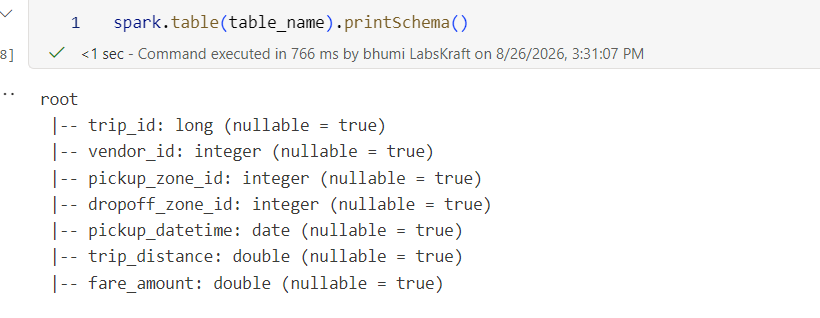 1 spark.table(table_name).printSchema()
8] <1 sec - Command executed in 766 ms by bhumi LabsKraft on 8/26/2026, 3:31:07 PM
..
root
|-- trip_id: long (nullable = true)
|-- vendor_id: integer (nullable = true)
|-- pickup_zone_id: integer (nullable = true)
|-- dropoff_zone_id: integer (nullable = true)
|-- pickup_datetime: date (nullable = true)
|-- trip_distance: double (nullable = true)
|-- fare_amount: double (nullable = true)